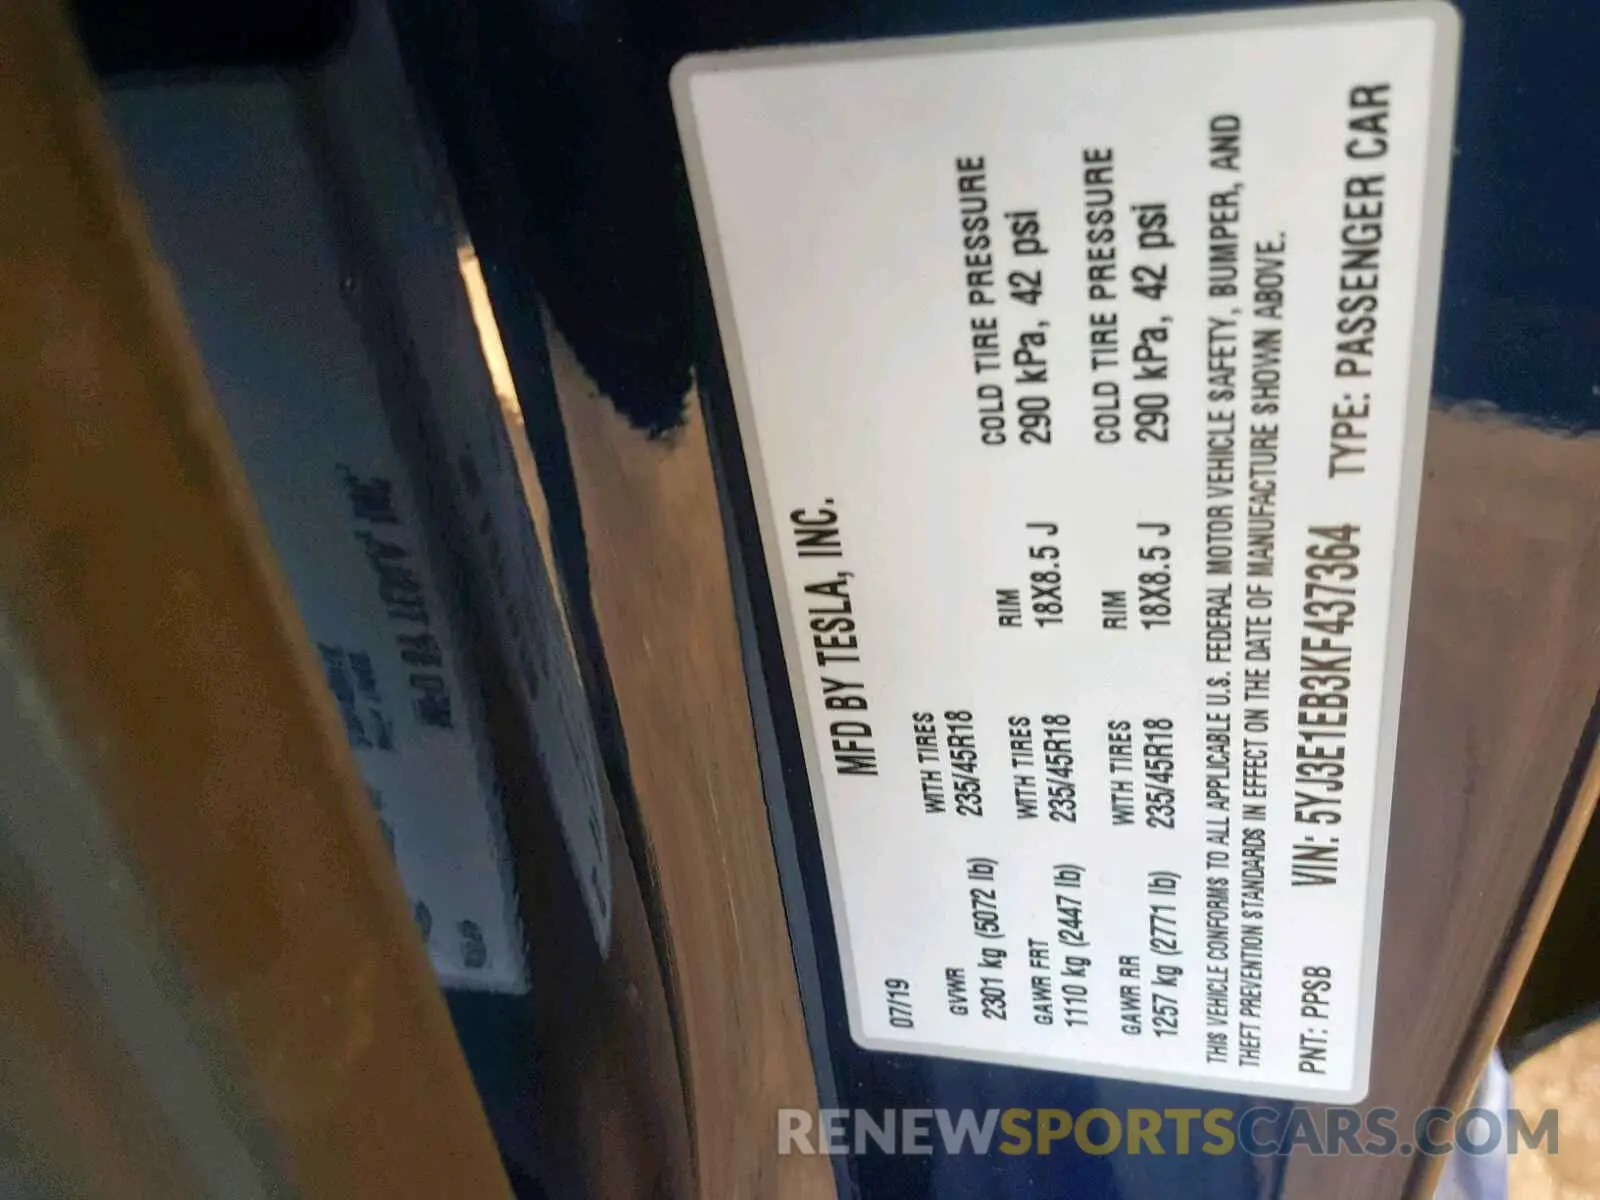 MFD BY TESLA, INC.
07/19
GVWR WITH TIRES COLD TIRE PRESSURE
2301 kg (5072 lb) 235/45R18 290 kPa, 42 psi
GAWR FRT WITH TIRES RIM
1110 kg (2447 lb) 235/45R18 18X8.5 J
GAWR RR WITH TIRES RIM COLD TIRE PRESSURE
1257 kg (2771 lb) 235/45R18 18X8.5 J 290 kPa, 42 psi
THIS VEHICLE CONFORMS TO ALL APPLICABLE U.S. FEDERAL MOTOR VEHICLE SAFETY, BUMPER, AND
THEFT PREVENTION STANDARDS IN EFFECT ON THE DATE OF MANUFACTURE SHOWN ABOVE.
PNT: PPSB VIN: 5YJ3E1EB3KF437364 TYPE: PASSENGER CAR
RENEWSPORTSCARS.COM